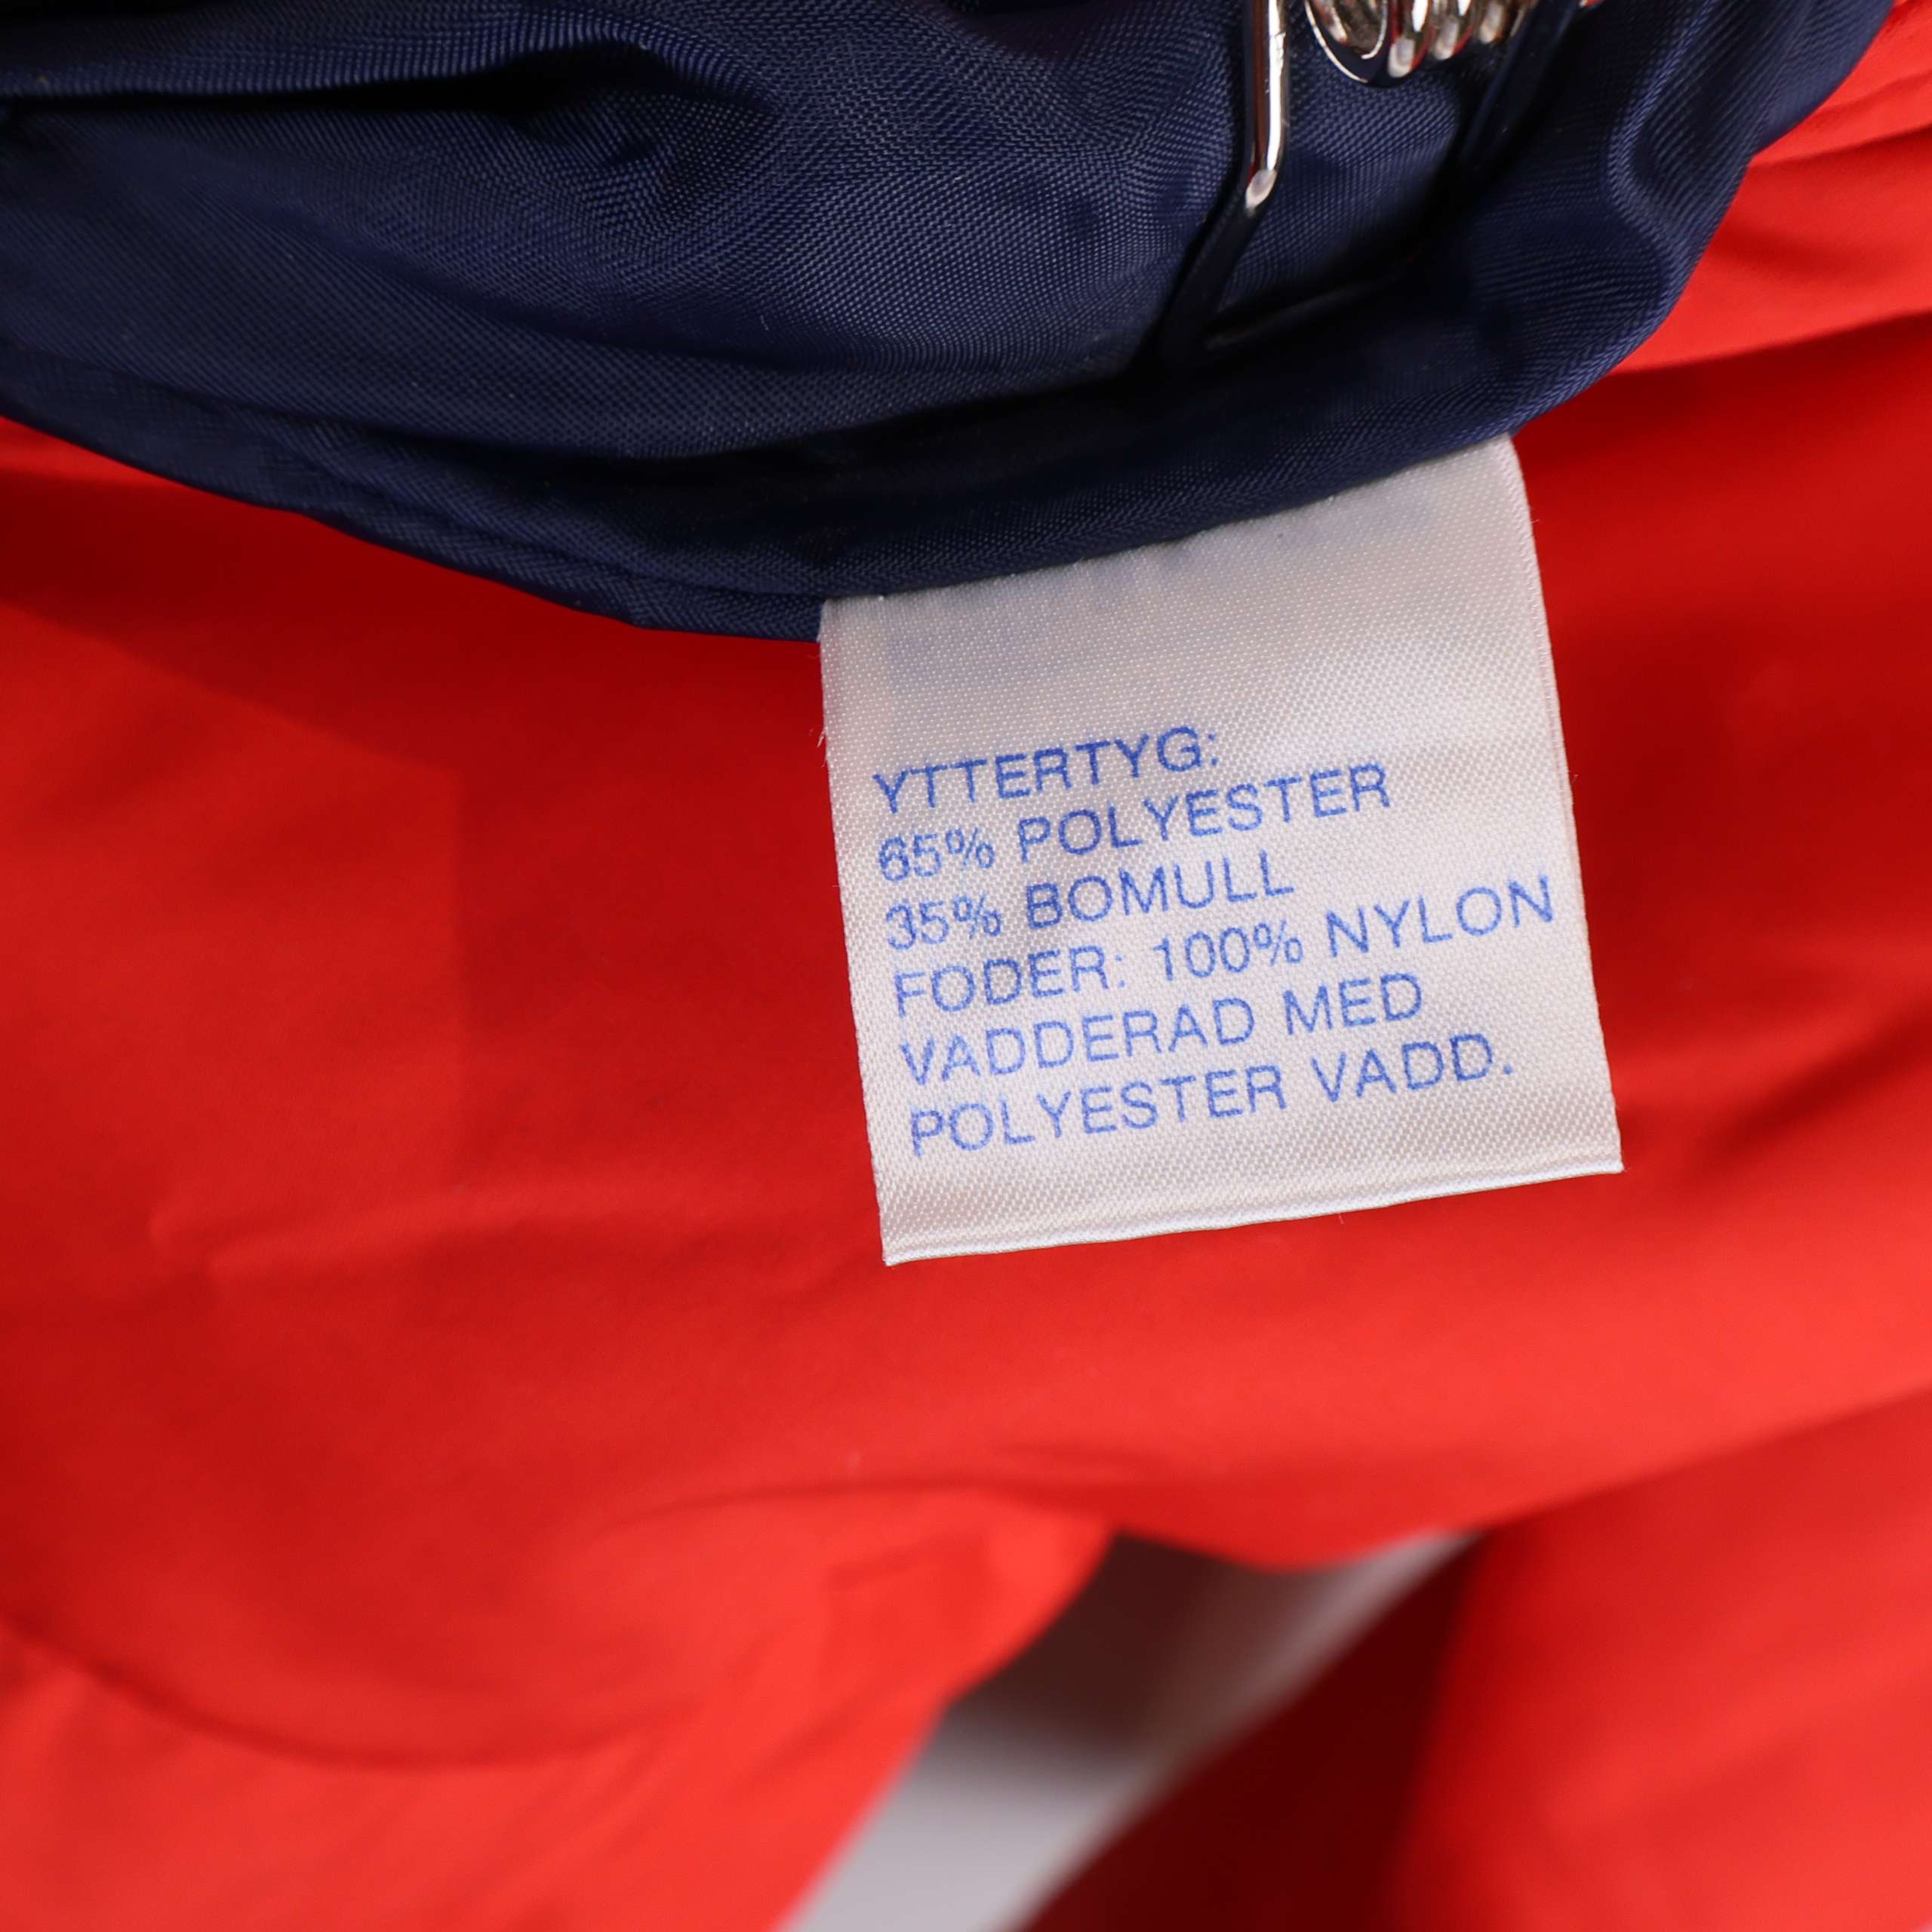 YTTERTYG:
65% POLYESTER
35% BOMULL
FODER: 100% NYLON
VADDERAD MED
POLYESTER VADD.